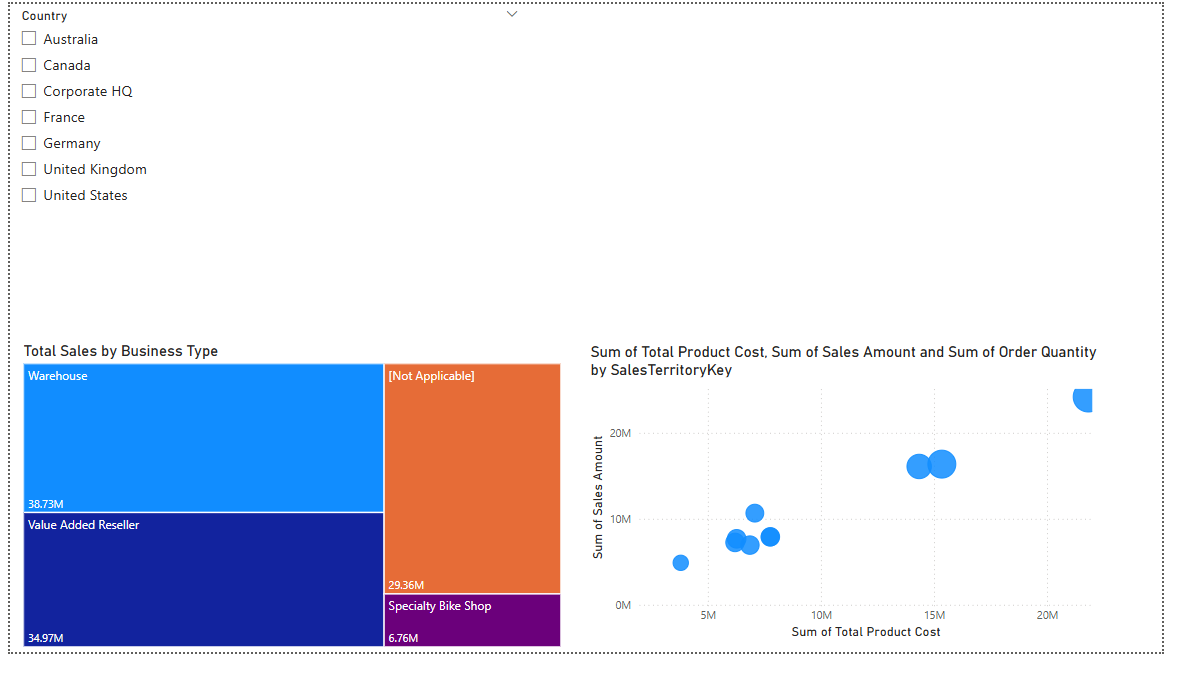 Country
Australia
Canada
Corporate HQ
France
Germany
United Kingdom
United States
Total Sales by Business Type
Warehouse
38.73M
Value Added Reseller
34.97M
[Not Applicable]
29.36M
Specialty Bike Shop
6.76M
Sum of Total Product Cost, Sum of Sales Amount and Sum of Order Quantity
by SalesTerritoryKey
Sum of Sales Amount
20M
10M
0M
5M
10M
15M
20M
Sum of Total Product Cost